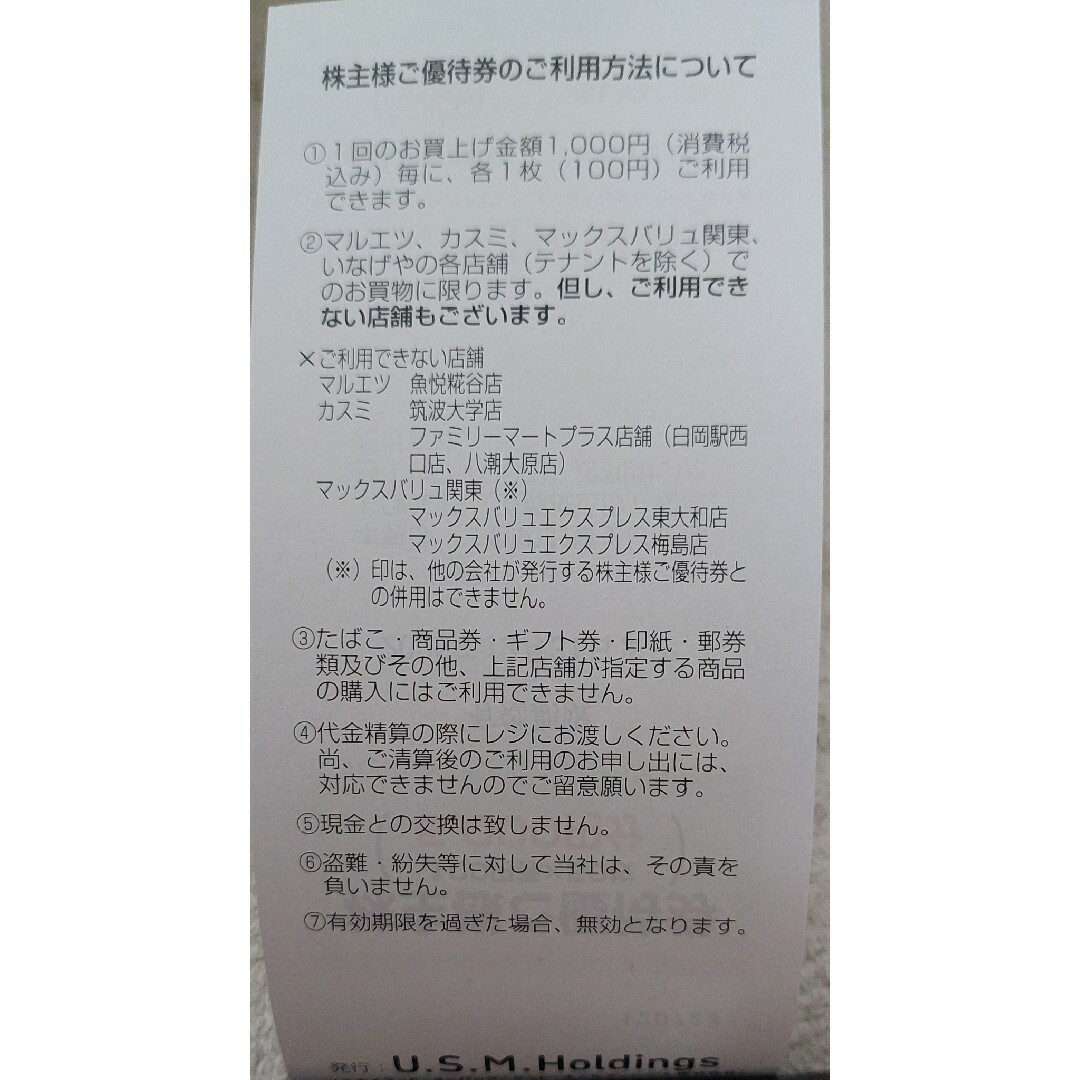 株主様ご優待券のご利用方法について
①1回のお買上げ金額1,000円（消費税
込み）毎に、各1枚（100円）ご利用
できます。
②マルエツ、カスミ、マックスバリュ関東、
いなげやの各店舗（テナントを除く）で
のお買物に限ります。但し、ご利用でき
ない店舗もございます。
×ご利用できない店舗
マルエツ 魚悦糀谷店
カスミ 筑波大学店
ファミリーマートプラス店舗（白岡駅西
口店、八潮大原店）
マックスバリュ関東（※）
マックスバリュエクスプレス東大和店
マックスバリュエクスプレス梅島店
（※）印は、他の会社が発行する株主様ご優待券と
の併用はできません。
③たばこ・商品券・ギフト券・印紙・郵券
類及びその他、上記店舗が指定する商品
の購入にはご利用できません。
④代金精算の際にレジにお渡しください。
尚、ご清算後のご利用のお申し出には、
対応できませんのでご留意願います。
⑤現金との交換は致しません。
⑥盗難・紛失等に対して当社は、その責を
負いません。
⑦有効期限を過ぎた場合、無効となります。
発行：U.S.M.Holdings